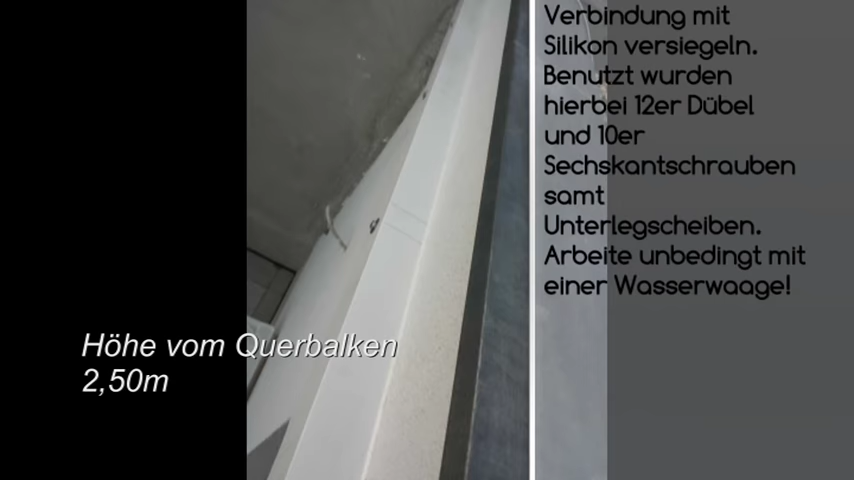 Verbindung mit
Silikon versiegeln.
Benutzt wurden
hierbei 12er Dübel
und 10er
Sechskantschrauben
samt
Unterlegscheiben.
Arbeite unbedingt mit
einer Wasserwaage!
Höhe vom Querbalken
2,50m